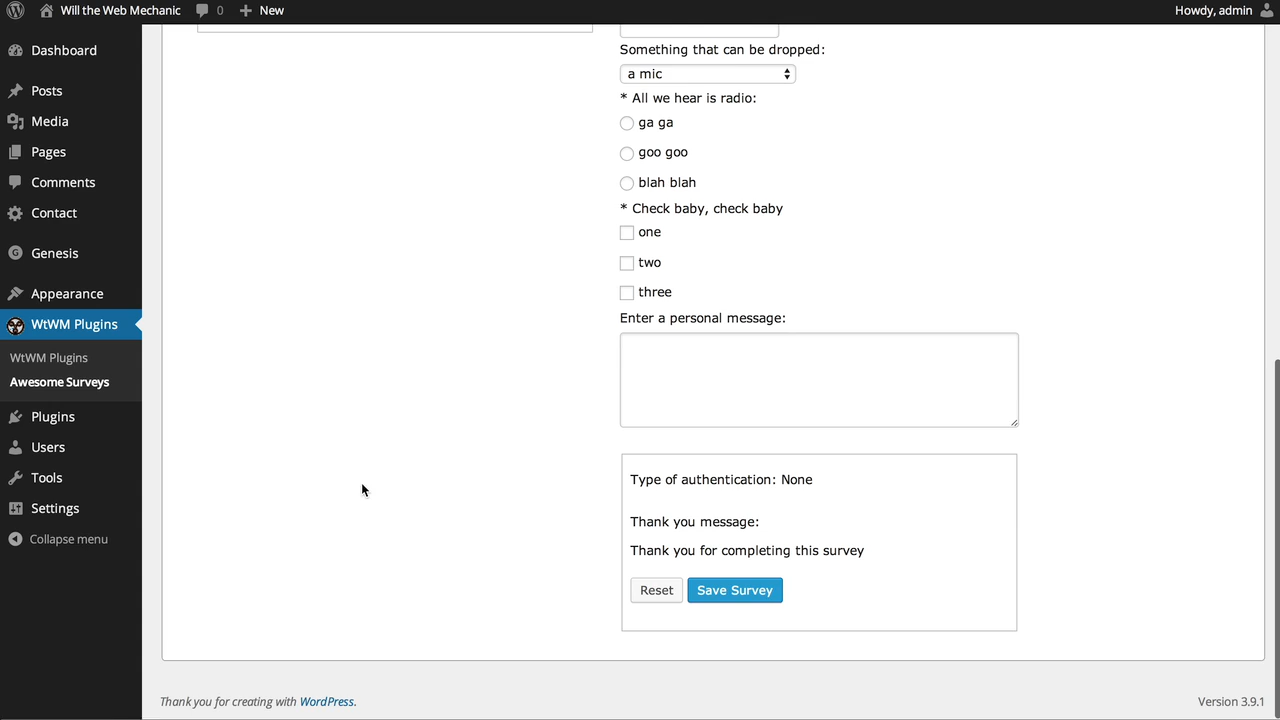 Will the Web Mechanic 0 New Howdy, admin
Dashboard
Posts
Media
Pages
Comments
Contact
Genesis
Appearance
WtWM Plugins
WtWM Plugins
Awesome Surveys
Plugins
Users
Tools
Settings
Collapse menu
Something that can be dropped:
a mic
* All we hear is radio:
ga ga
goo goo
blah blah
* Check baby, check baby
one
two
three
Enter a personal message:
Type of authentication: None
Thank you message:
Thank you for completing this survey
Reset Save Survey
Thank you for creating with WordPress. Version 3.9.1